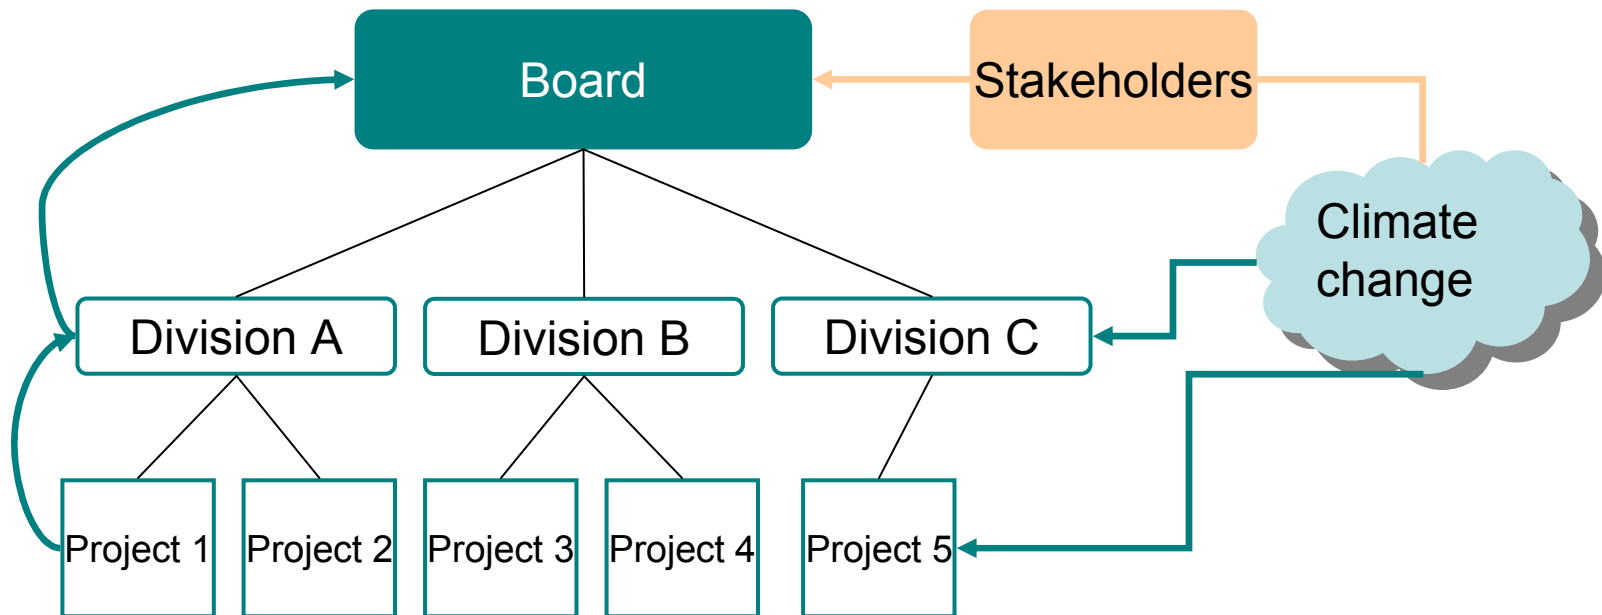 Board
Stakeholders
Climate
change
Division A
Division B
Division C
Project 1
Project 2
Project 3
Project 4
Project 5